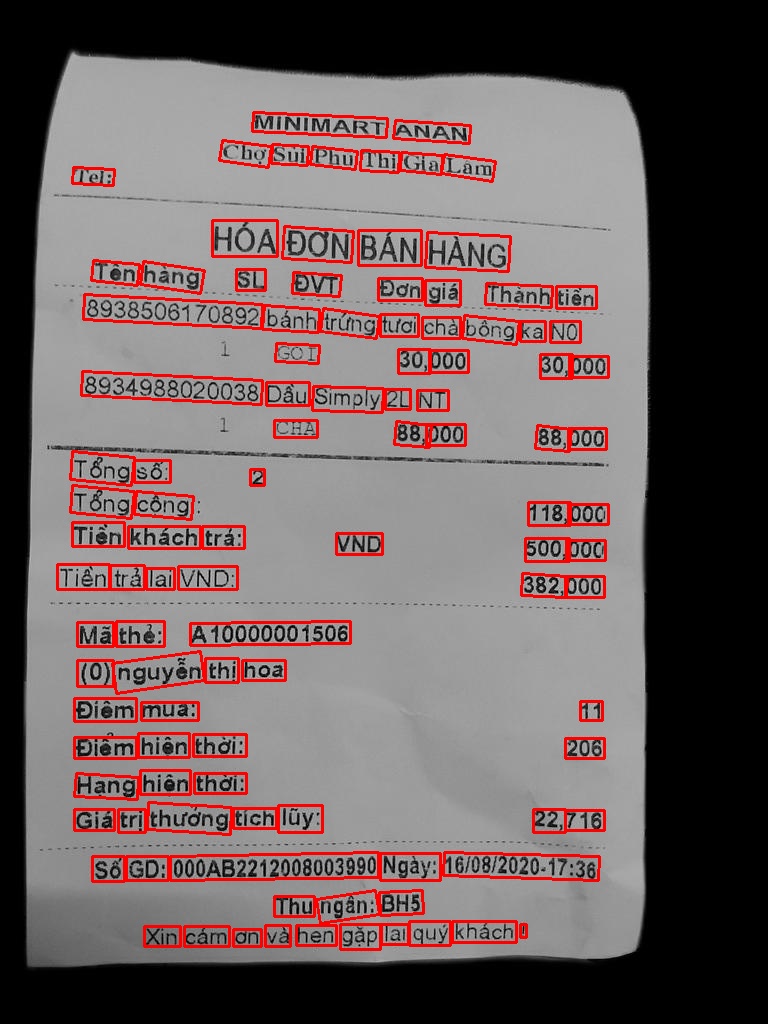 MINIMART ANAN
Chợ Sủi Phú Thị Gia Lâm
Tel:
HÓA ĐƠN BÁN HÀNG
Tên hàng SL ĐVT Đơn giá Thành tiền
8938506170892 bánh trứng tươi chà bông ka N0
1 GOI 30,000 30,000
8934988020038 Dầu Simply 2L NT
1 CHA 88,000 88,000
Tổng số: 2
Tổng cộng : 118,000
Tiền khách trả: VND 500,000
Tiền trả lại VND: 382,000
Mã thẻ: A10000001506
(0) nguyễn thị hoa
Điểm mua: 11
Điểm hiện thời: 206
Hạng hiện thời:
Giá trị thưởng tích lũy: 22,716
Số GD: 000AB2212008003990 Ngày: 16/08/2020-17:36
Thu ngân: BH5
Xin cám ơn và hẹn gặp lại quý khách !